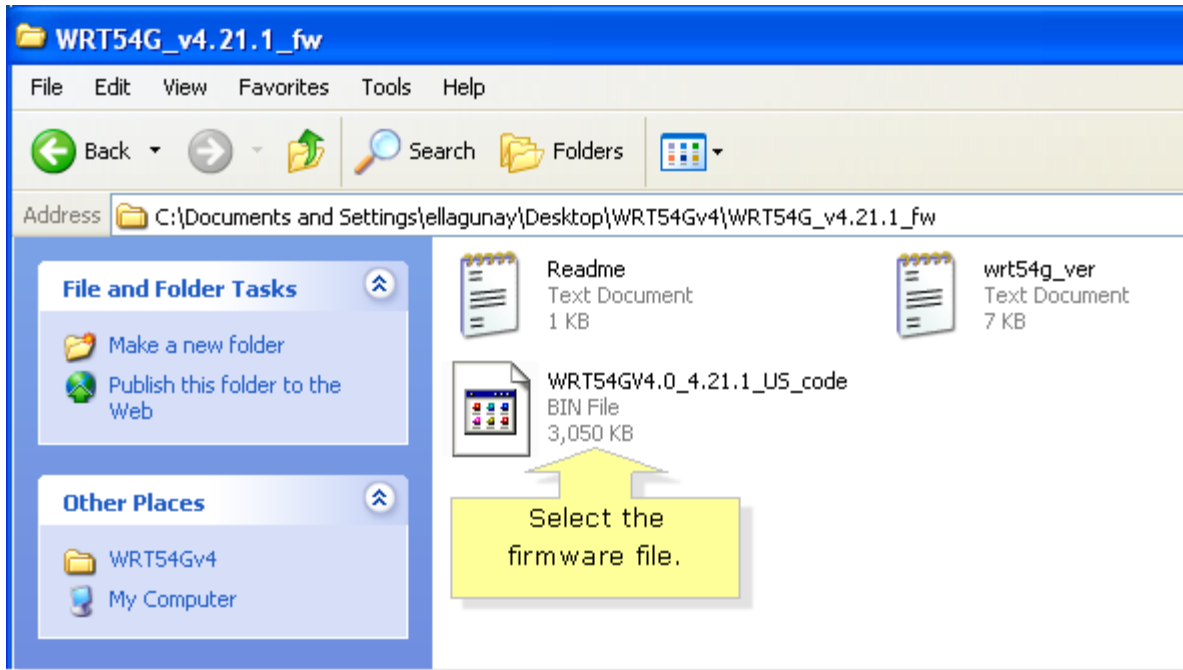 WRT54G_v4.21.1_fw
File Edit View Favorites Tools Help
Back Search Folders
Address C:\Documents and Settings\ellagunay\Desktop\WRT54Gv4\WRT54G_v4.21.1_fw
File and Folder Tasks
Make a new folder
Publish this folder to the
Web
Other Places
WRT54Gv4
My Computer
Readme
Text Document
1 KB
wrt54g_ver
Text Document
7 KB
WRT54GV4.0_4.21.1_US_code
BIN File
3,050 KB
Select the
firmware file.